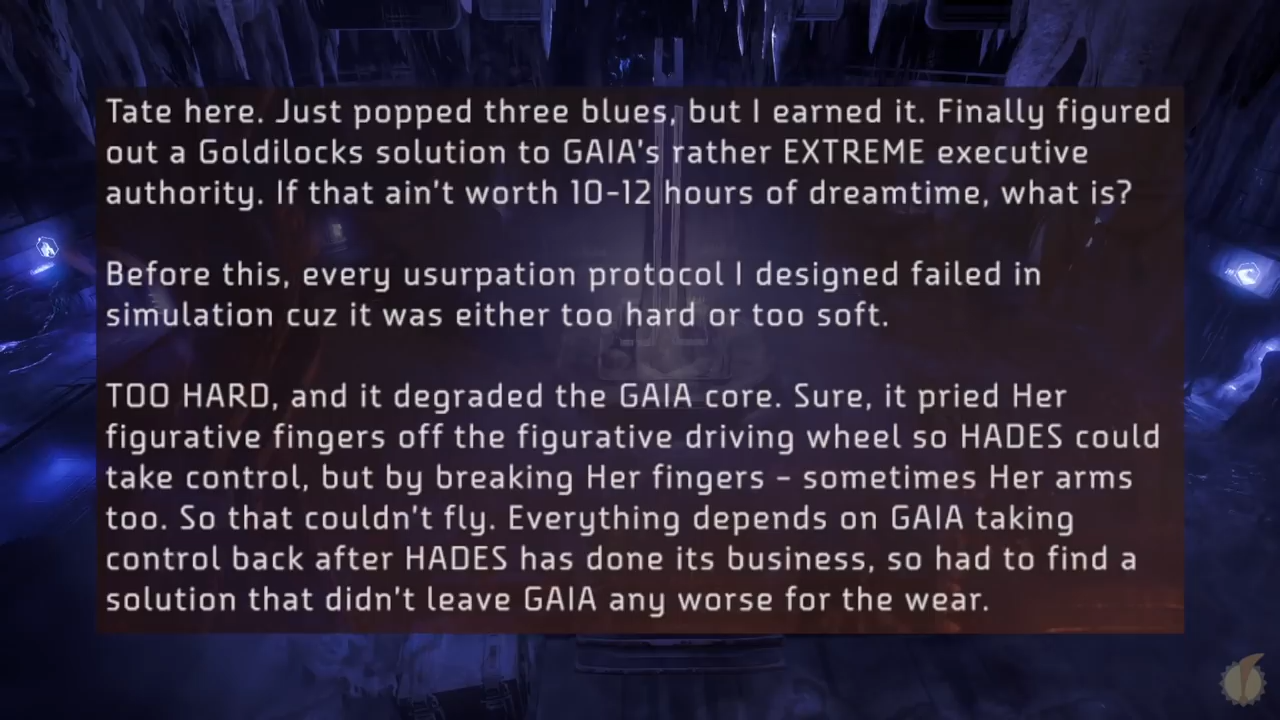 Tate here. Just popped three blues, but I earned it. Finally figured
out a Goldilocks solution to GAIA's rather EXTREME executive
authority. If that ain't worth 10-12 hours of dreamtime, what is?
Before this, every usurpation protocol I designed failed in
simulation cuz it was either too hard or too soft.
TOO HARD, and it degraded the GAIA core. Sure, it pried Her
figurative fingers off the figurative driving wheel so HADES could
take control, but by breaking Her fingers – sometimes Her arms
too. So that couldn't fly. Everything depends on GAIA taking
control back after HADES has done its business, so had to find a
solution that didn't leave GAIA any worse for the wear.